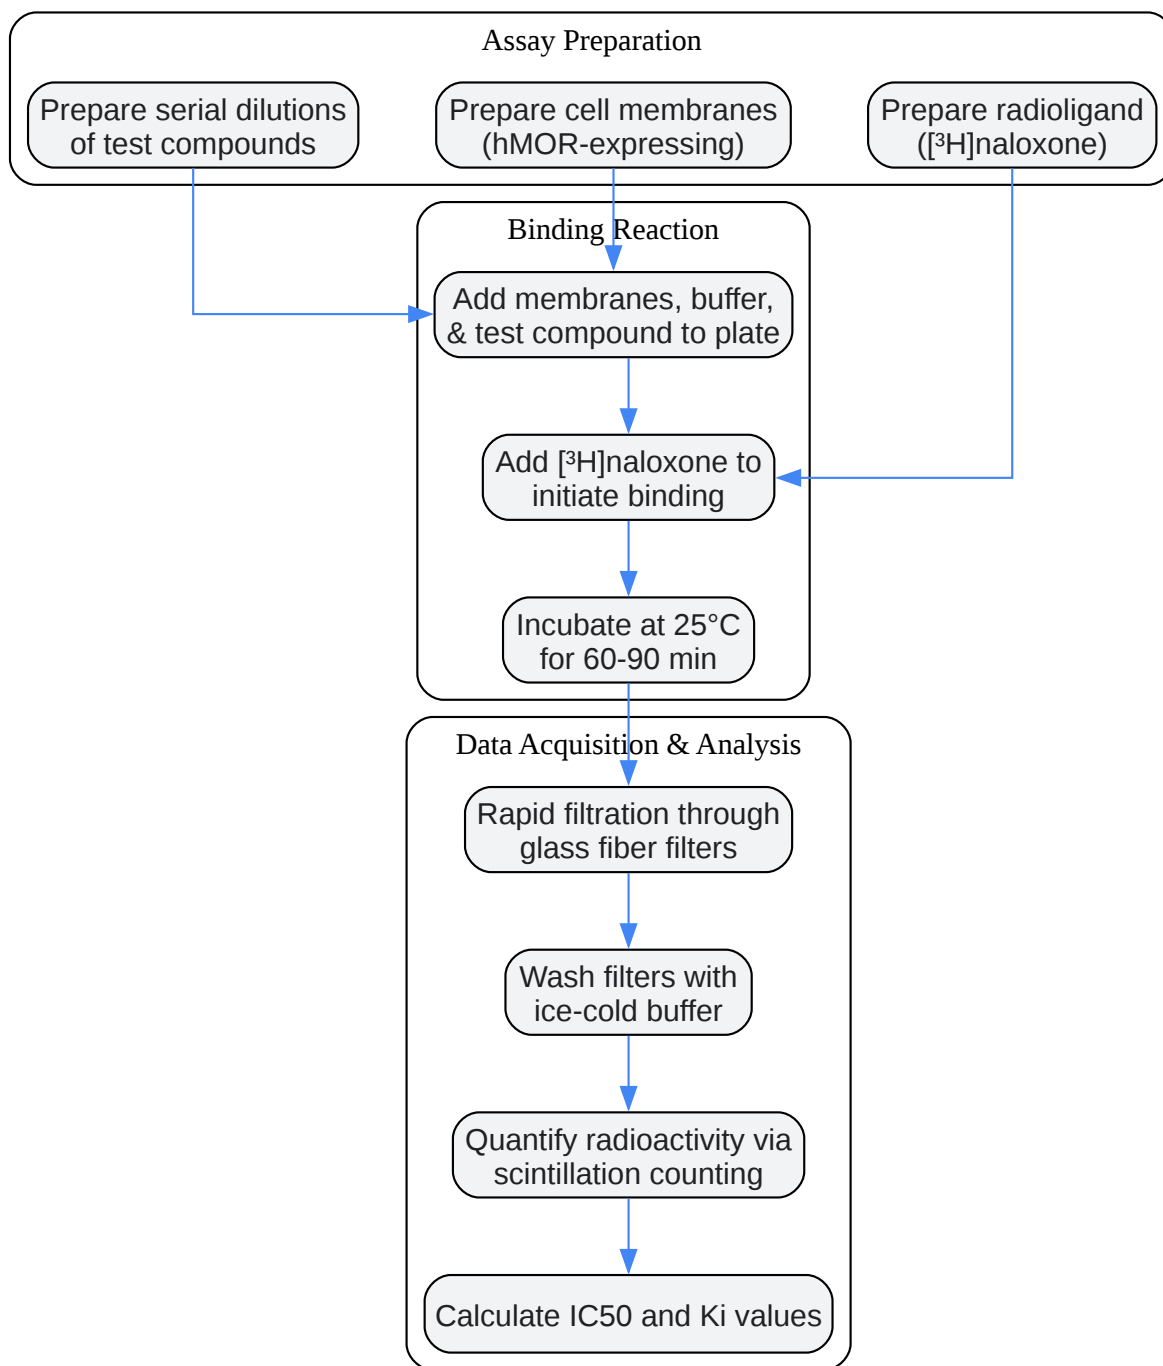 Assay Preparation
Prepare serial dilutions
of test compounds
Prepare cell membranes
(hMOR-expressing)
Prepare radioligand
([³H]naloxone)
Binding Reaction
Add membranes, buffer,
& test compound to plate
Add [³H]naloxone to
initiate binding
Incubate at 25°C
for 60-90 min
Data Acquisition & Analysis
Rapid filtration through
glass fiber filters
Wash filters with
ice-cold buffer
Quantify radioactivity via
scintillation counting
Calculate IC50 and Ki values